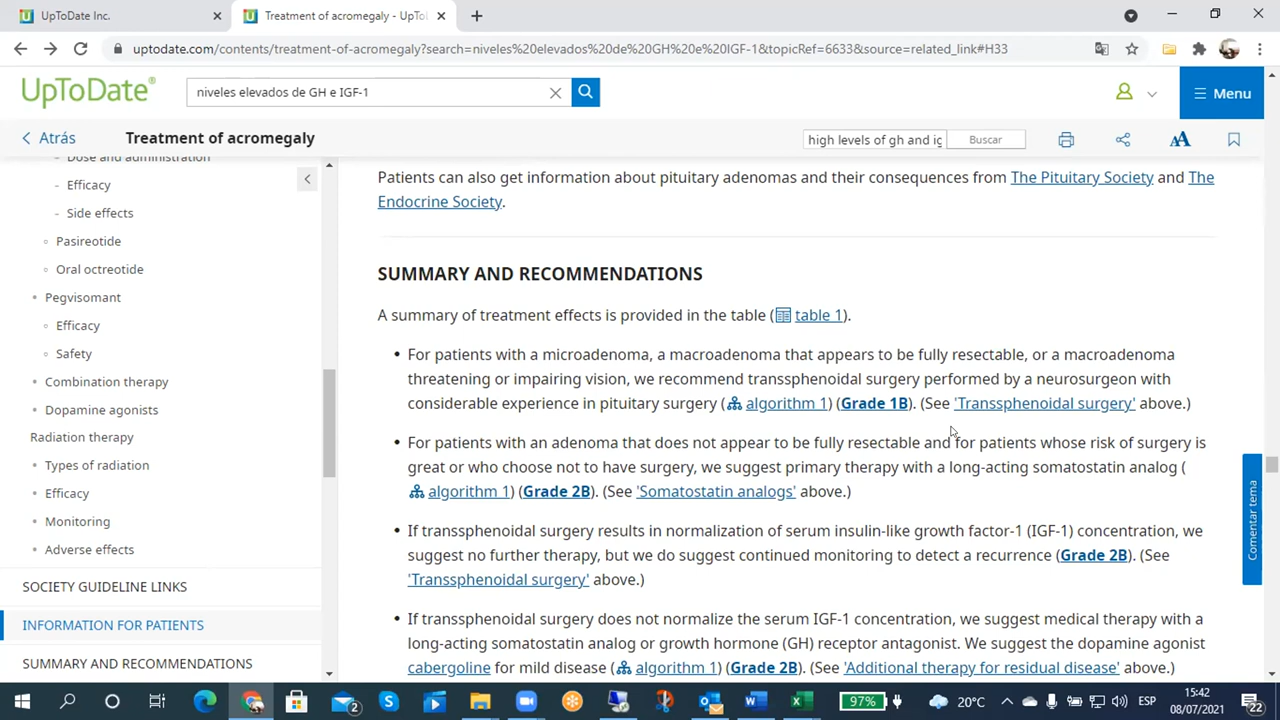 UpToDate Inc.
Treatment of acromegaly - UpTo
uptodate.com/contents/treatment-of-acromegaly?search=niveles%20elevados%20de%20GH%20e%20IGF-1&topicRef=6633&source=related_link#H33
UpToDate®
niveles elevados de GH e IGF-1
Menu
Atrás
Treatment of acromegaly
high levels of gh and ig
Buscar
Dose and administration
Efficacy
Side effects
Pasireotide
Oral octreotide
Pegvisomant
Efficacy
Safety
Combination therapy
Dopamine agonists
Radiation therapy
Types of radiation
Efficacy
Monitoring
Adverse effects
SOCIETY GUIDELINE LINKS
INFORMATION FOR PATIENTS
SUMMARY AND RECOMMENDATIONS
Patients can also get information about pituitary adenomas and their consequences from The Pituitary Society and The
Endocrine Society.
SUMMARY AND RECOMMENDATIONS
A summary of treatment effects is provided in the table (table 1).
• For patients with a microadenoma, a macroadenoma that appears to be fully resectable, or a macroadenoma
threatening or impairing vision, we recommend transsphenoidal surgery performed by a neurosurgeon with
considerable experience in pituitary surgery (algorithm 1) (Grade 1B). (See 'Transsphenoidal surgery' above.)
• For patients with an adenoma that does not appear to be fully resectable and for patients whose risk of surgery is
great or who choose not to have surgery, we suggest primary therapy with a long-acting somatostatin analog (
algorithm 1) (Grade 2B). (See 'Somatostatin analogs' above.)
• If transsphenoidal surgery results in normalization of serum insulin-like growth factor-1 (IGF-1) concentration, we
suggest no further therapy, but we do suggest continued monitoring to detect a recurrence (Grade 2B). (See
'Transsphenoidal surgery' above.)
• If transsphenoidal surgery does not normalize the serum IGF-1 concentration, we suggest medical therapy with a
long-acting somatostatin analog or growth hormone (GH) receptor antagonist. We suggest the dopamine agonist
cabergoline for mild disease (algorithm 1) (Grade 2B). (See 'Additional therapy for residual disease' above.)
Comentar tema
2
97%
20°C
ESP
15:42
08/07/2021
22